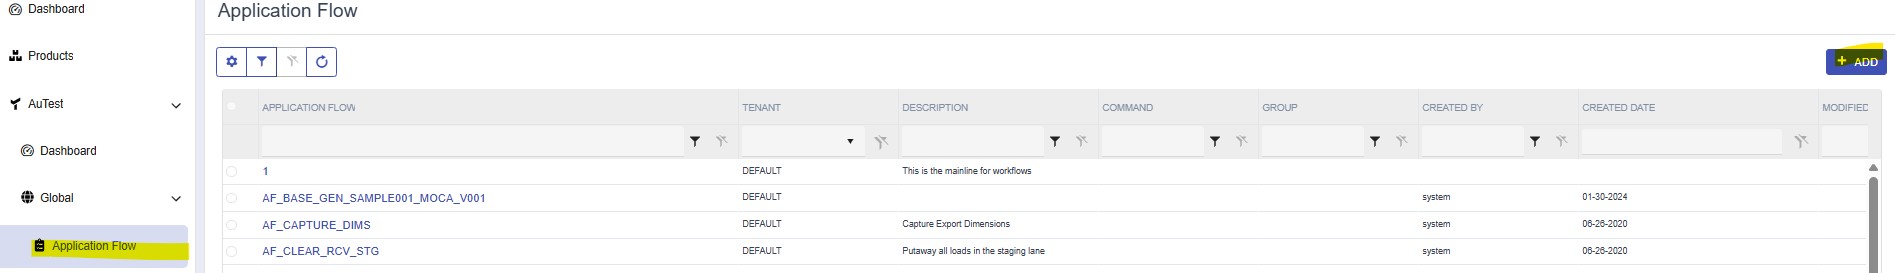 Dashboard
Application Flow
Products
+ ADD
AuTest
APPLICATION FLOW TENANT DESCRIPTION COMMAND GROUP CREATED BY CREATED DATE MODIFIED
Dashboard
1 DEFAULT This is the mainline for workflows
Global
AF_BASE_GEN_SAMPLE001_MOCA_V001 DEFAULT system 01-30-2024
AF_CAPTURE_DIMS DEFAULT Capture Export Dimensions system 06-26-2020
Application Flow
AF_CLEAR_RCV_STG DEFAULT Putaway all loads in the staging lane system 06-26-2020